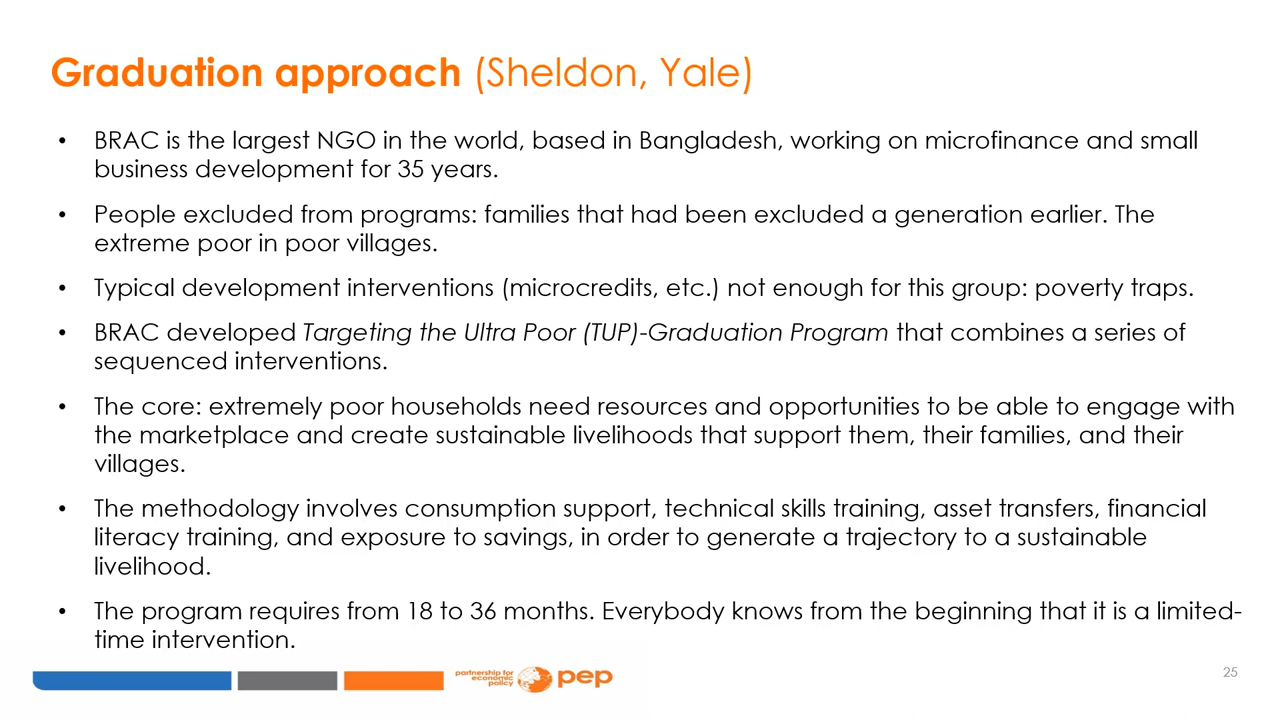 Graduation approach (Sheldon, Yale)
• BRAC is the largest NGO in the world, based in Bangladesh, working on microfinance and small
business development for 35 years.
• People excluded from programs: families that had been excluded a generation earlier. The
extreme poor in poor villages.
• Typical development interventions (microcredits, etc.) not enough for this group: poverty traps.
• BRAC developed Targeting the Ultra Poor (TUP)-Graduation Program that combines a series of
sequenced interventions.
• The core: extremely poor households need resources and opportunities to be able to engage with
the marketplace and create sustainable livelihoods that support them, their families, and their
villages.
• The methodology involves consumption support, technical skills training, asset transfers, financial
literacy training, and exposure to savings, in order to generate a trajectory to a sustainable
livelihood.
• The program requires from 18 to 36 months. Everybody knows from the beginning that it is a limited-
time intervention.
partnership for
economic
policy
pep
25